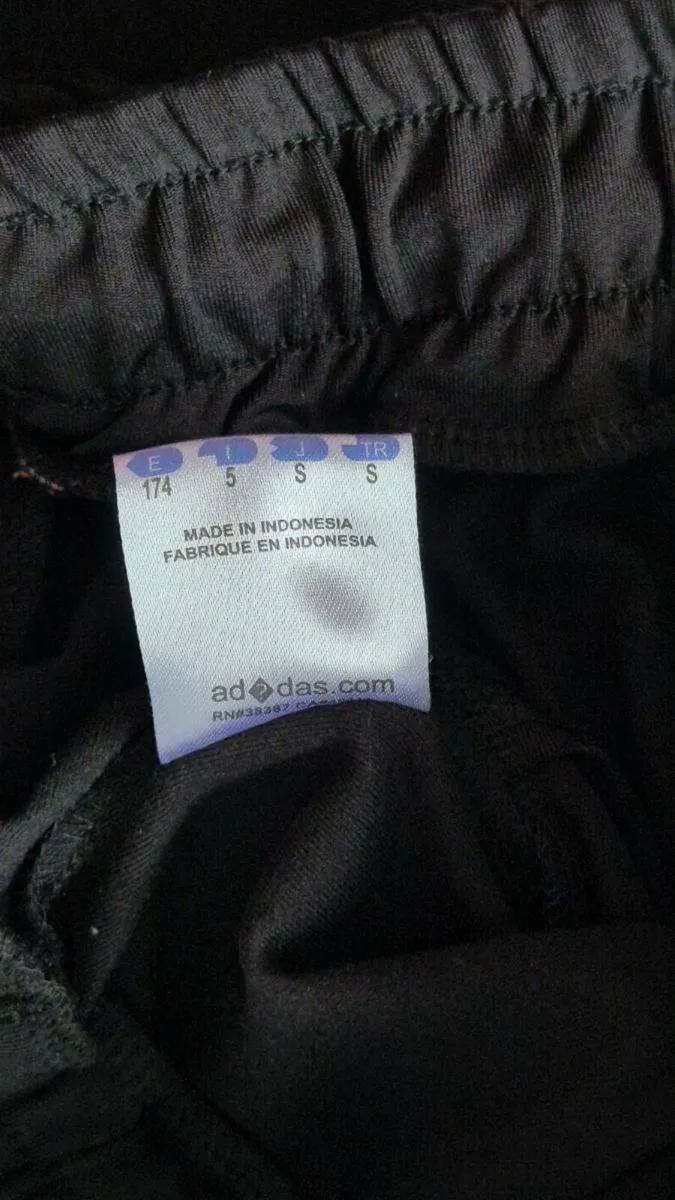 E I J TR
174 5 S S
MADE IN INDONESIA
FABRIQUE EN INDONESIA
ad�das.com
RN#38387